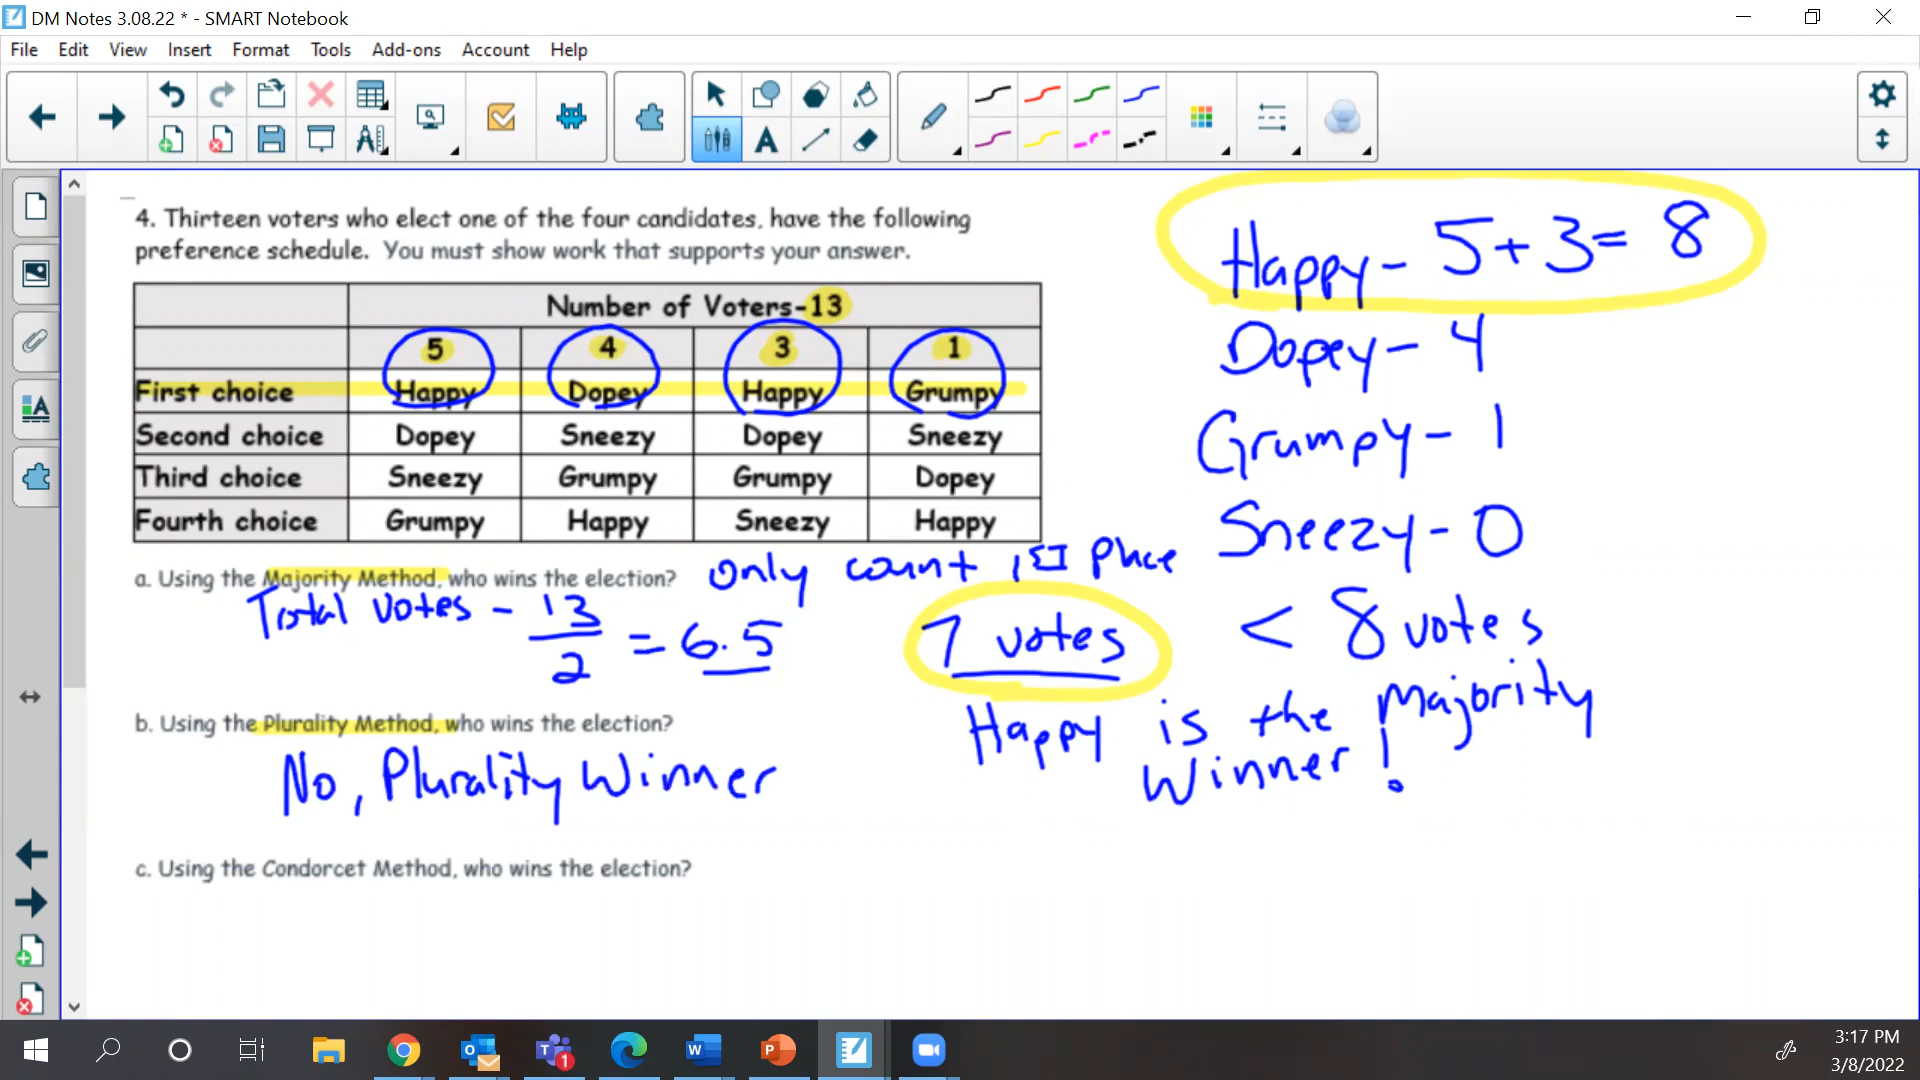 DM Notes 3.08.22 * - SMART Notebook
File Edit View Insert Format Tools Add-ons Account Help
4. Thirteen voters who elect one of the four candidates, have the following
preference schedule. You must show work that supports your answer.
Number of Voters-13
5 4 3 1
First choice Happy Dopey Happy Grumpy
Second choice Dopey Sneezy Dopey Sneezy
Third choice Sneezy Grumpy Grumpy Dopey
Fourth choice Grumpy Happy Sneezy Happy
Happy - 5+3= 8
Dopey - 4
Grumpy - 1
Sneezy - 0
a. Using the Majority Method, who wins the election?
only count 1ST Place
Total votes - 13/2 = 6.5
7 votes < 8 votes
Happy is the Majority
Winner!
b. Using the Plurality Method, who wins the election?
No, Plurality Winner
c. Using the Condorcet Method, who wins the election?
3:17 PM
3/8/2022